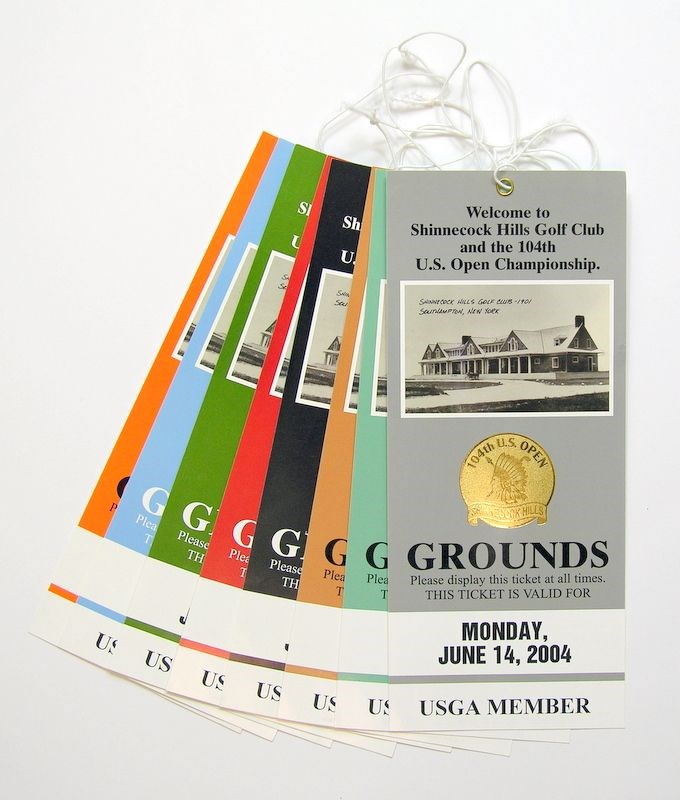 Welcome to
Shinnecock Hills Golf Club
and the 104th
U.S. Open Championship.
SHINNECOCK HILLS GOLF CLUB - 1901
SOUTHAMPTON, NEW YORK
104th U.S. OPEN
SHINNECOCK HILLS
GROUNDS
Please display this ticket at all times.
THIS TICKET IS VALID FOR
MONDAY,
JUNE 14, 2004
USGA MEMBER